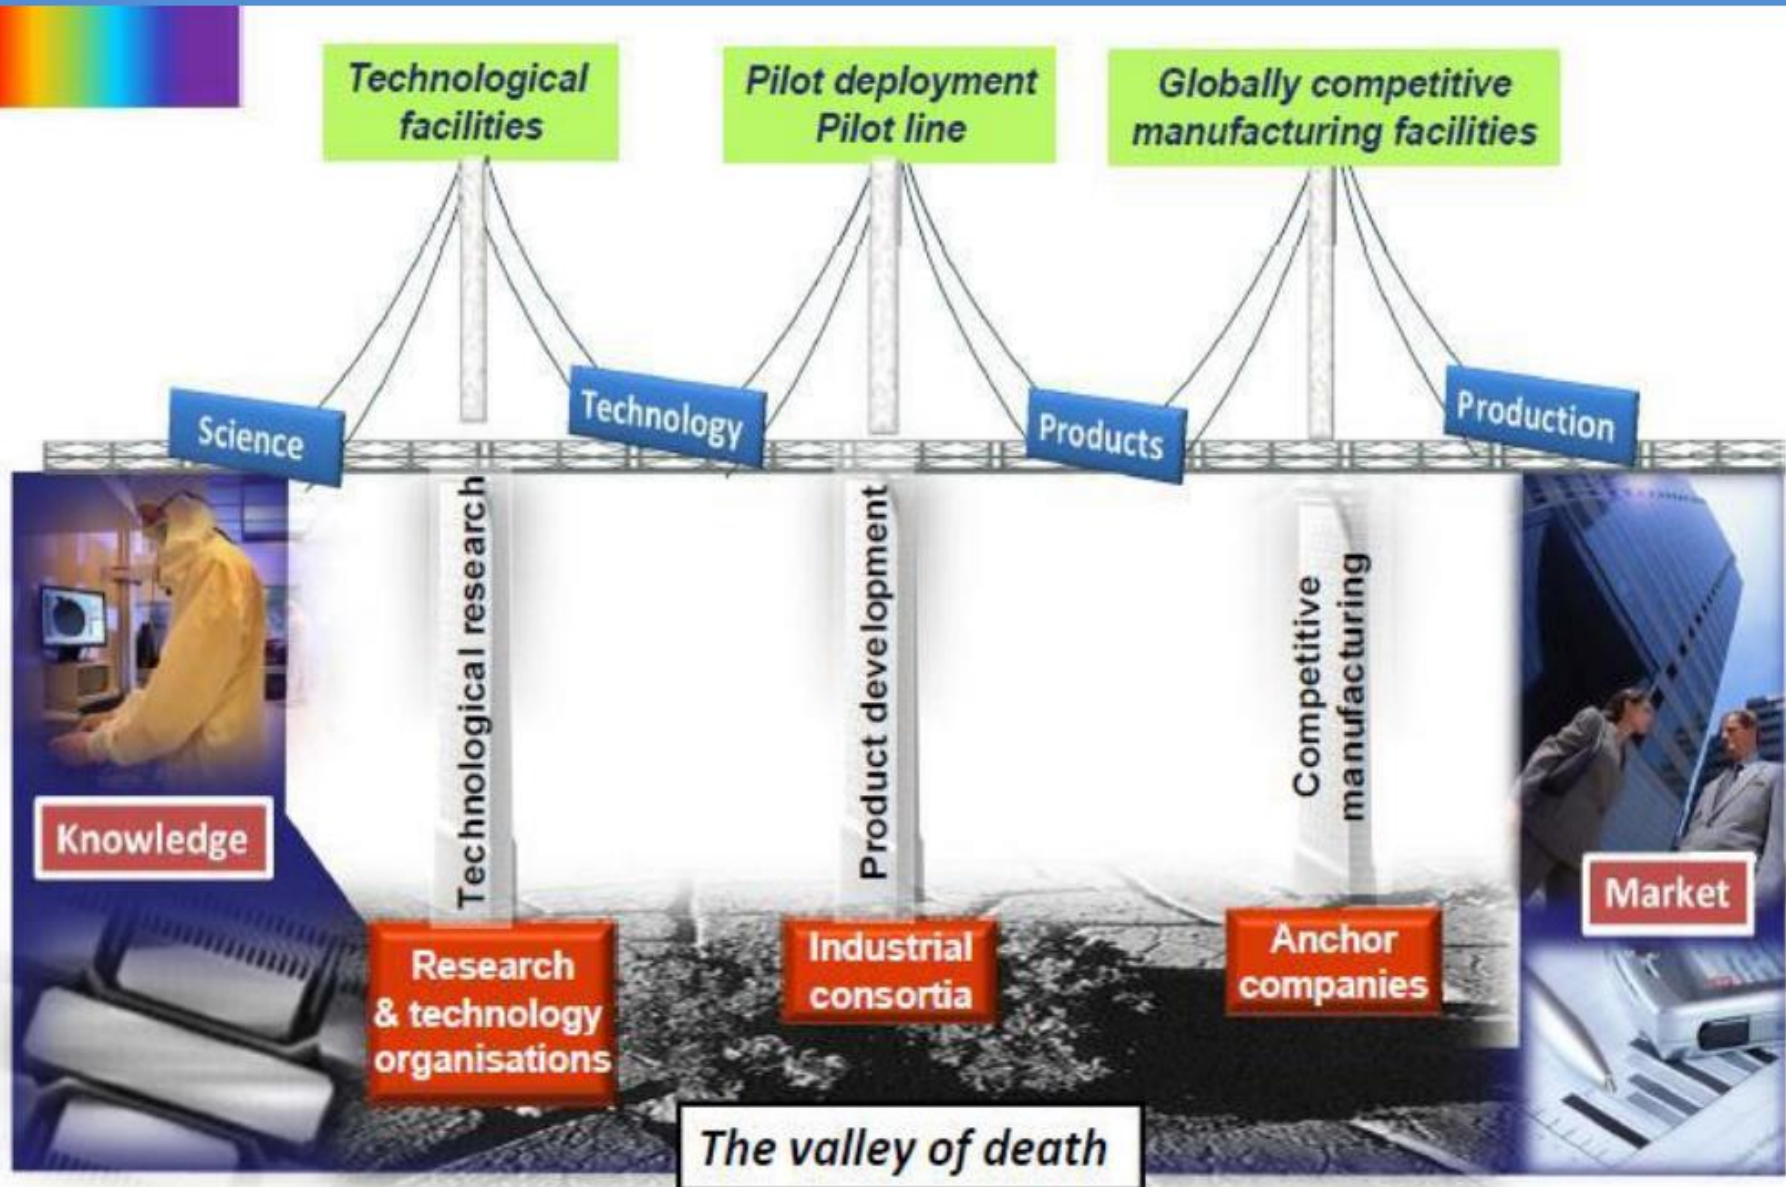 Technological
facilities
Pilot deployment
Pilot line
Globally competitive
manufacturing facilities
Science
Technology
Products
Production
Technological research
Product development
Competitive
manufacturing
Knowledge
Market
Research
& technology
organisations
Industrial
consortia
Anchor
companies
The valley of death